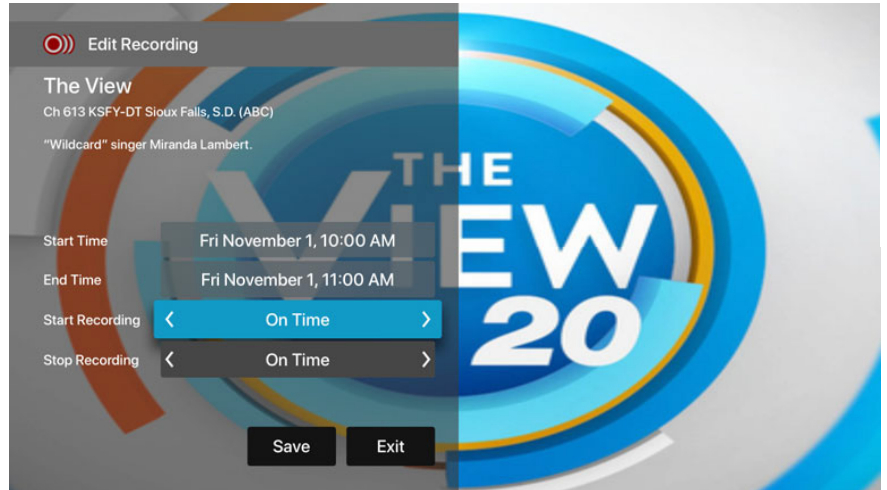 Edit Recording
The View
Ch 613 KSFY-DT Sioux Falls, S.D. (ABC)
"Wildcard" singer Miranda Lambert.
Start Time Fri November 1, 10:00 AM
End Time Fri November 1, 11:00 AM
Start Recording < On Time >
Stop Recording < On Time >
Save Exit
THE
VIEW
20